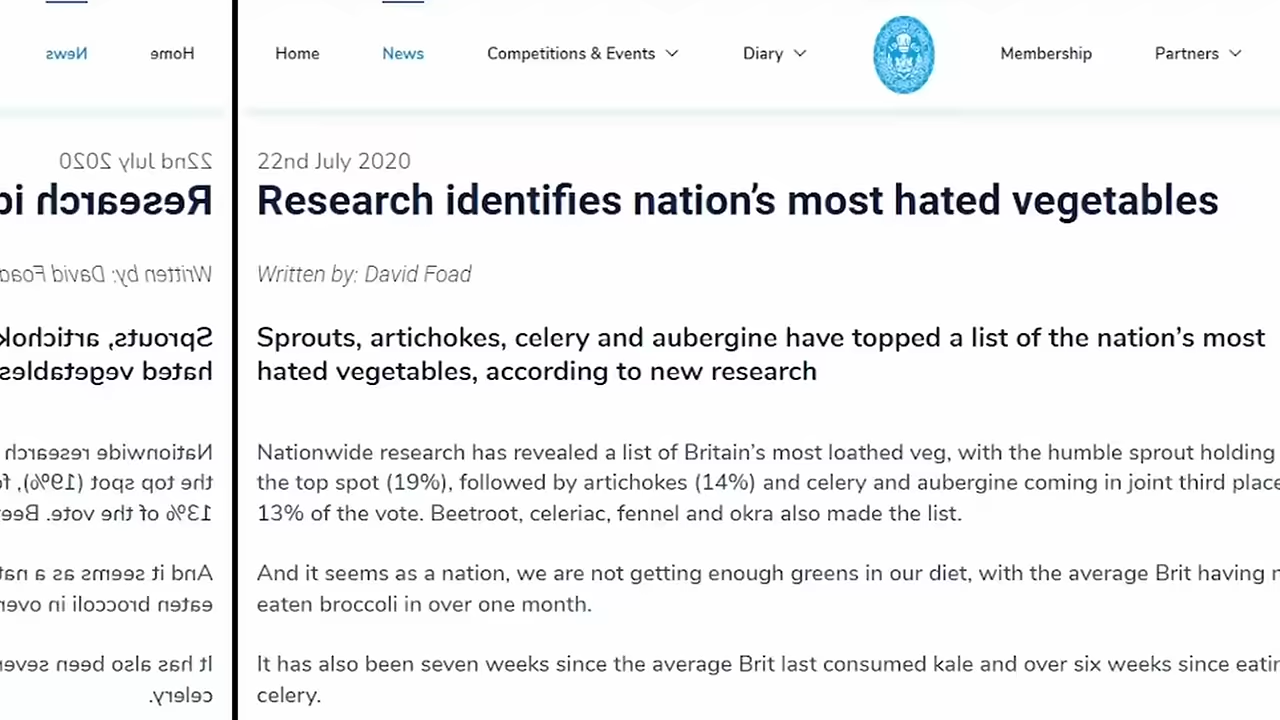 Home News Competitions & Events Diary Membership Partners
22nd July 2020
Research identifies nation's most hated vegetables
Written by: David Foad
Sprouts, artichokes, celery and aubergine have topped a list of the nation's most
hated vegetables, according to new research
Nationwide research has revealed a list of Britain's most loathed veg, with the humble sprout holding
the top spot (19%), followed by artichokes (14%) and celery and aubergine coming in joint third place
13% of the vote. Beetroot, celeriac, fennel and okra also made the list.
And it seems as a nation, we are not getting enough greens in our diet, with the average Brit having
eaten broccoli in over one month.
It has also been seven weeks since the average Brit last consumed kale and over six weeks since
celery.